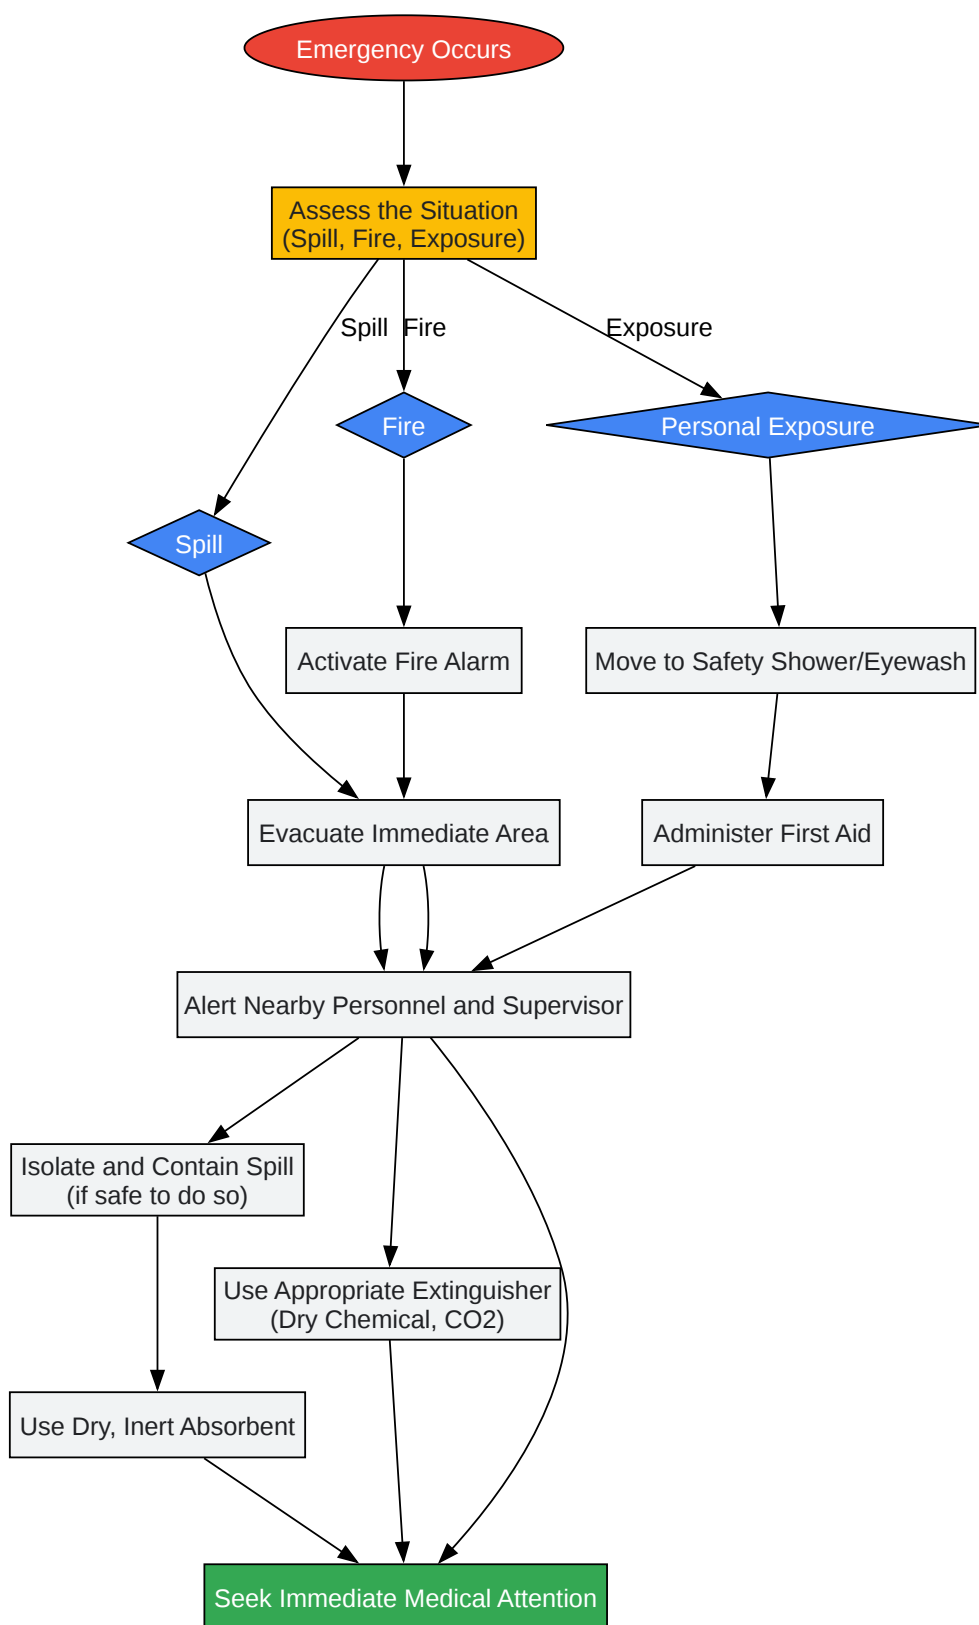 Emergency Occurs
Assess the Situation
(Spill, Fire, Exposure)
Spill
Fire
Exposure
Fire
Personal Exposure
Spill
Activate Fire Alarm
Move to Safety Shower/Eyewash
Evacuate Immediate Area
Administer First Aid
Alert Nearby Personnel and Supervisor
Isolate and Contain Spill
(if safe to do so)
Use Appropriate Extinguisher
(Dry Chemical, CO2)
Use Dry, Inert Absorbent
Seek Immediate Medical Attention